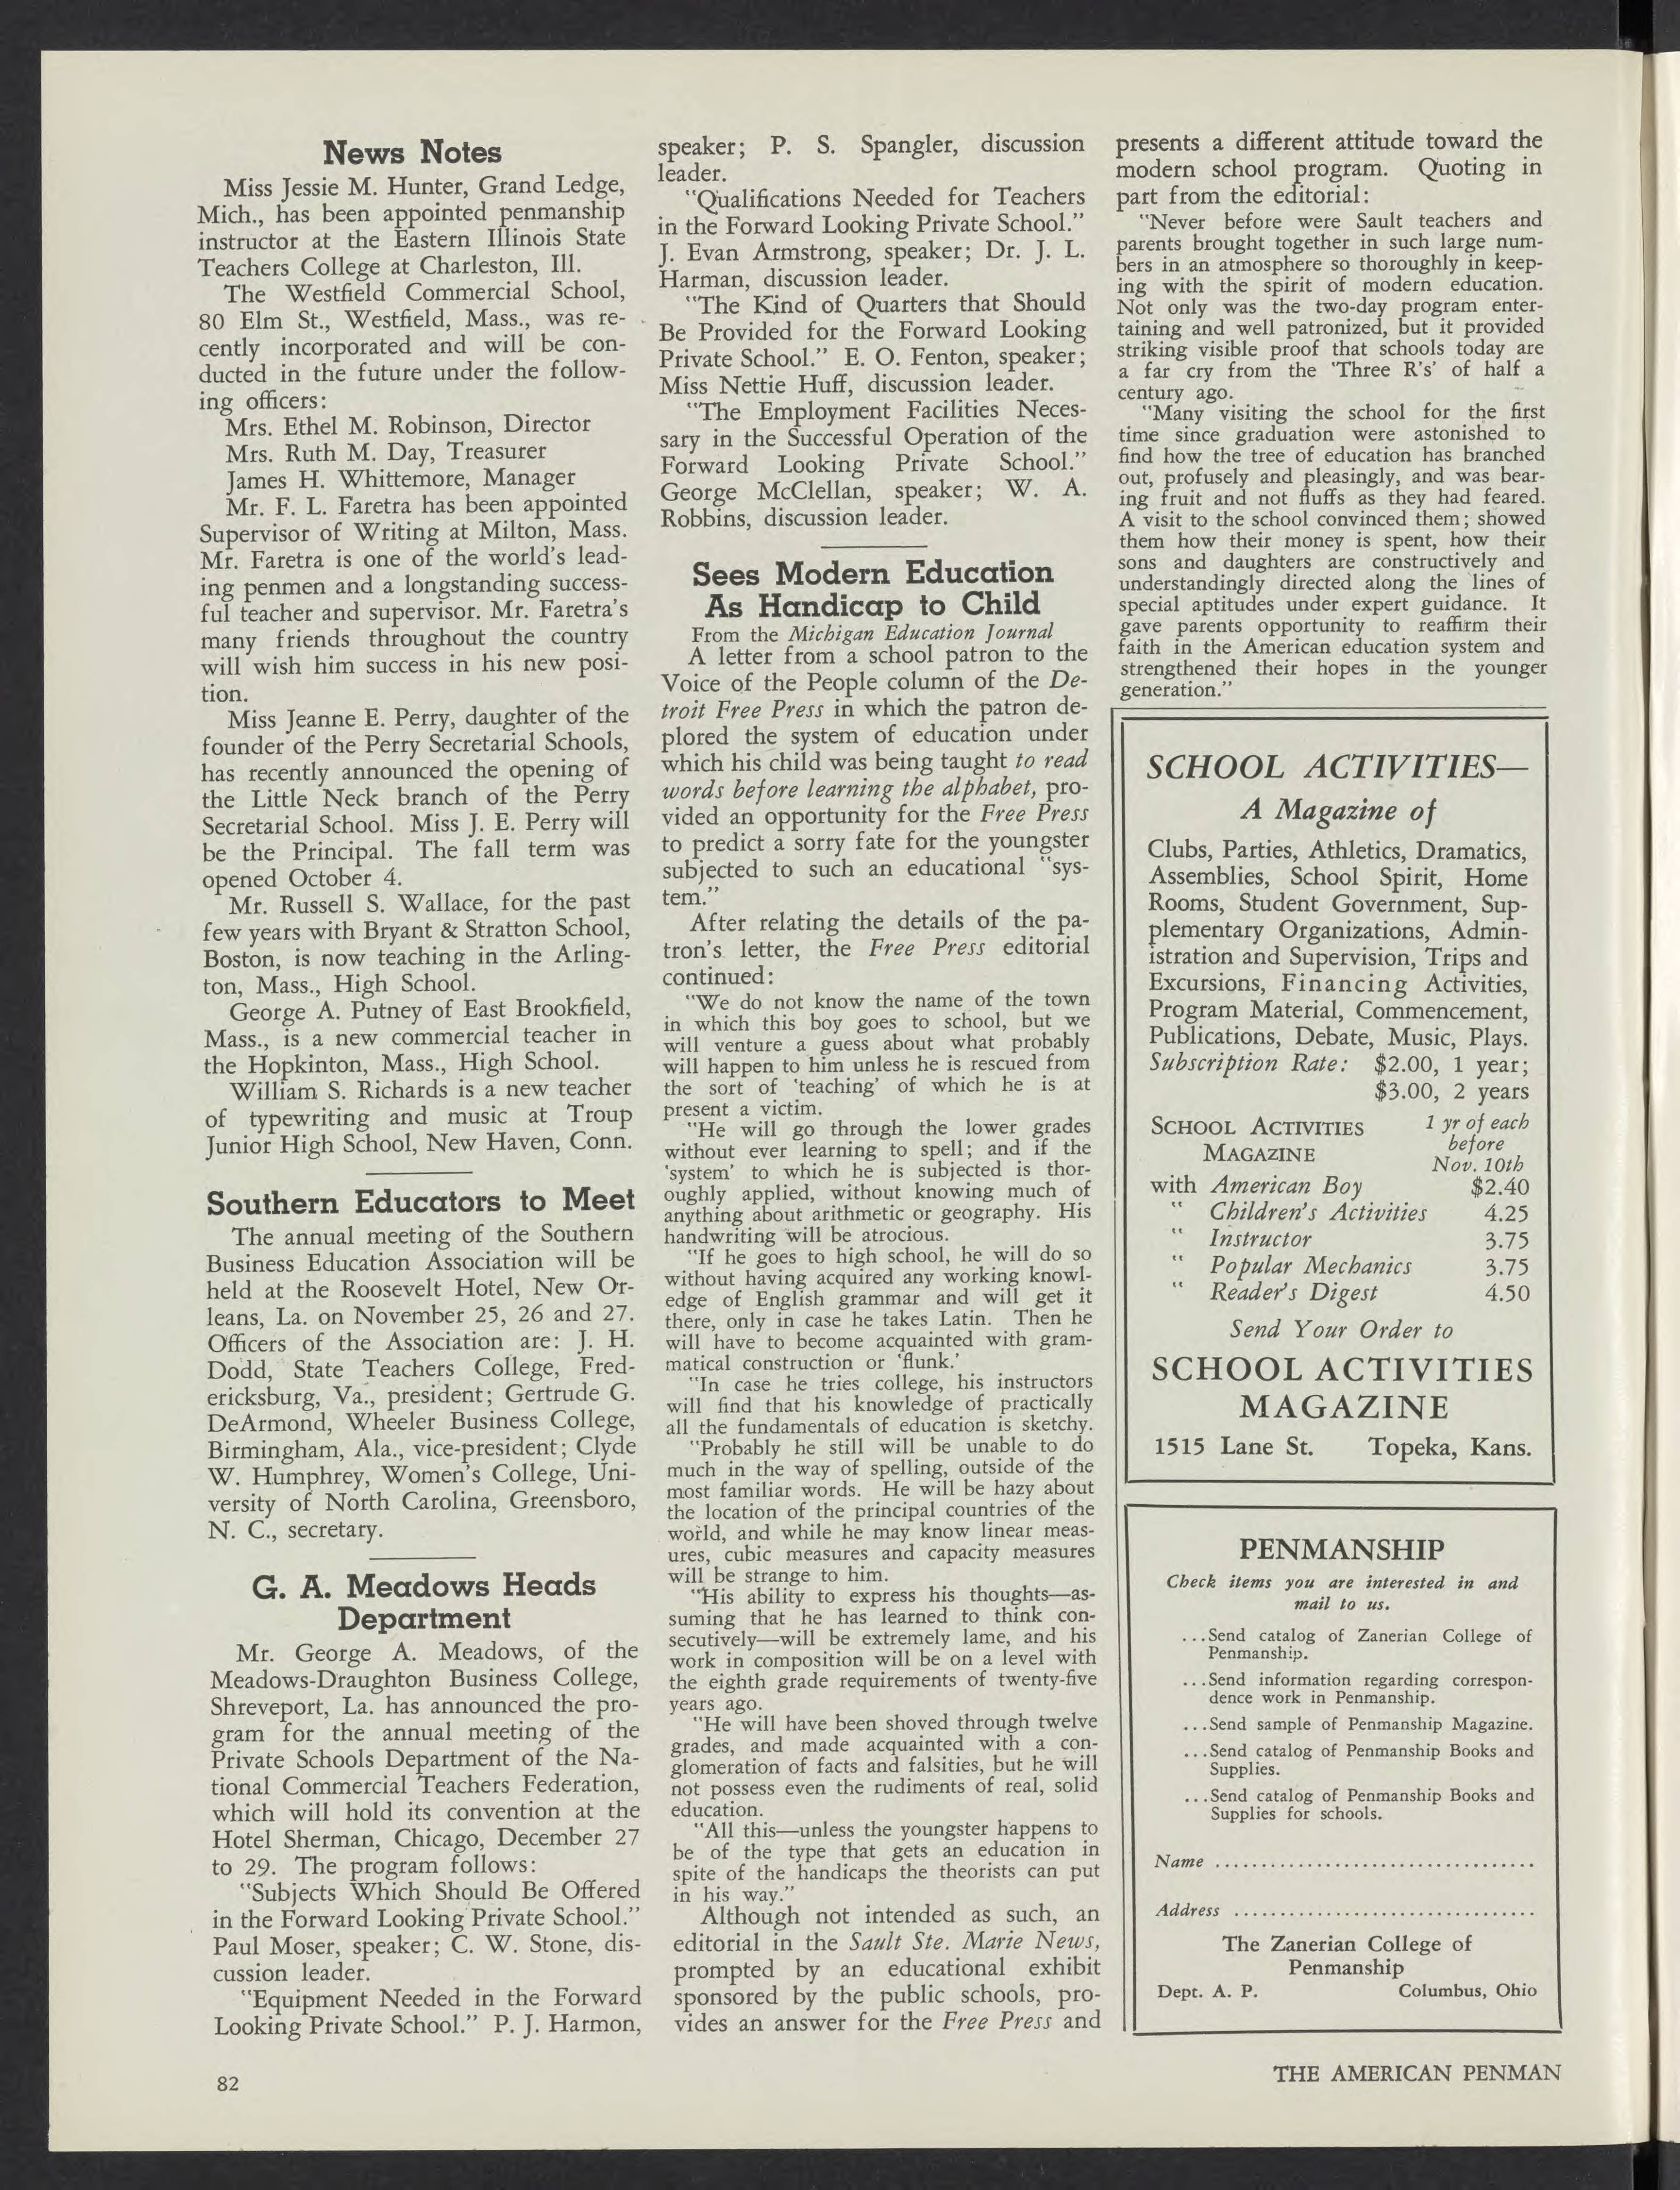 News Notes
Miss Jessie M. Hunter, Grand Ledge,
Mich., has been appointed penmanship
instructor at the Eastern Illinois State
Teachers College at Charleston, Ill.
The Westfield Commercial School,
80 Elm St., Westfield, Mass., was re-
cently incorporated and will be con-
ducted in the future under the follow-
ing officers:
Mrs. Ethel M. Robinson, Director
Mrs. Ruth M. Day, Treasurer
James H. Whittemore, Manager
Mr. F. L. Faretra has been appointed
Supervisor of Writing at Milton, Mass.
Mr. Faretra is one of the world's lead-
ing penmen and a longstanding success-
ful teacher and supervisor. Mr. Faretra's
many friends throughout the country
will wish him success in his new posi-
tion.
Miss Jeanne E. Perry, daughter of the
founder of the Perry Secretarial Schools,
has recently announced the opening of
the Little Neck branch of the Perry
Secretarial School. Miss J. E. Perry will
be the Principal. The fall term was
opened October 4.
Mr. Russell S. Wallace, for the past
few years with Bryant & Stratton School,
Boston, is now teaching in the Arling-
ton, Mass., High School.
George A. Putney of East Brookfield,
Mass., is a new commercial teacher in
the Hopkinton, Mass., High School.
William S. Richards is a new teacher
of typewriting and music at Troup
Junior High School, New Haven, Conn.
Southern Educators to Meet
The annual meeting of the Southern
Business Education Association will be
held at the Roosevelt Hotel, New Or-
leans, La. on November 25, 26 and 27.
Officers of the Association are: J. H.
Dodd, State Teachers College, Fred-
ericksburg, Va., president; Gertrude G.
DeArmond, Wheeler Business College,
Birmingham, Ala., vice-president; Clyde
W. Humphrey, Women's College, Uni-
versity of North Carolina, Greensboro,
N. C., secretary.
G. A. Meadows Heads
Department
Mr. George A. Meadows, of the
Meadows-Draughton Business College,
Shreveport, La. has announced the pro-
gram for the annual meeting of the
Private Schools Department of the Na-
tional Commercial Teachers Federation,
which will hold its convention at the
Hotel Sherman, Chicago, December 27
to 29. The program follows:
"Subjects Which Should Be Offered
in the Forward Looking Private School."
Paul Moser, speaker; C. W. Stone, dis-
cussion leader.
"Equipment Needed in the Forward
Looking Private School." P. J. Harmon,
speaker; P. S. Spangler, discussion
leader.
"Qualifications Needed for Teachers
in the Forward Looking Private School."
J. Evan Armstrong, speaker; Dr. J. L.
Harman, discussion leader.
"The Kind of Quarters that Should
Be Provided for the Forward Looking
Private School." E. O. Fenton, speaker;
Miss Nettie Huff, discussion leader.
"The Employment Facilities Neces-
sary in the Successful Operation of the
Forward Looking Private School."
George McClellan, speaker; W. A.
Robbins, discussion leader.
Sees Modern Education
As Handicap to Child
From the Michigan Education Journal
A letter from a school patron to the
Voice of the People column of the De-
troit Free Press in which the patron de-
plored the system of education under
which his child was being taught to read
words before learning the alphabet, pro-
vided an opportunity for the Free Press
to predict a sorry fate for the youngster
subjected to such an educational "sys-
tem."
After relating the details of the pa-
tron's letter, the Free Press editorial
continued:
"We do not know the name of the town
in which this boy goes to school, but we
will venture a guess about what probably
will happen to him unless he is rescued from
the sort of 'teaching' of which he is at
present a victim.
"He will go through the lower grades
without ever learning to spell; and if the
'system' to which he is subjected is thor-
oughly applied, without knowing much of
anything about arithmetic or geography. His
handwriting will be atrocious.
"If he goes to high school, he will do so
without having acquired any working knowl-
edge of English grammar and will get it
there, only in case he takes Latin. Then he
will have to become acquainted with gram-
matical construction or 'flunk.'
"In case he tries college, his instructors
will find that his knowledge of practically
all the fundamentals of education is sketchy.
"Probably he still will be unable to do
much in the way of spelling, outside of the
most familiar words. He will be hazy about
the location of the principal countries of the
world, and while he may know linear meas-
ures, cubic measures and capacity measures
will be strange to him.
"His ability to express his thoughts—as-
suming that he has learned to think con-
secutively—will be extremely lame, and his
work in composition will be on a level with
the eighth grade requirements of twenty-five
years ago.
"He will have been shoved through twelve
grades, and made acquainted with a con-
glomeration of facts and falsities, but he will
not possess even the rudiments of real, solid
education.
"All this—unless the youngster happens to
be of the type that gets an education in
spite of the handicaps the theorists can put
in his way."
Although not intended as such, an
editorial in the Sault Ste. Marie News,
prompted by an educational exhibit
sponsored by the public schools, pro-
vides an answer for the Free Press and
presents a different attitude toward the
modern school program. Quoting in
part from the editorial:
"Never before were Sault teachers and
parents brought together in such large num-
bers in an atmosphere so thoroughly in keep-
ing with the spirit of modern education.
Not only was the two-day program enter-
taining and well patronized, but it provided
striking visible proof that schools today are
a far cry from the 'Three R's' of half a
century ago.
"Many visiting the school for the first
time since graduation were astonished to
find how the tree of education has branched
out, profusely and pleasingly, and was bear-
ing fruit and not fluffs as they had feared.
A visit to the school convinced them; showed
them how their money is spent, how their
sons and daughters are constructively and
understandingly directed along the lines of
special aptitudes under expert guidance. It
gave parents opportunity to reaffirm their
faith in the American education system and
strengthened their hopes in the younger
generation."
SCHOOL ACTIVITIES—
A Magazine of
Clubs, Parties, Athletics, Dramatics,
Assemblies, School Spirit, Home
Rooms, Student Government, Sup-
plementary Organizations, Admin-
istration and Supervision, Trips and
Excursions, Financing Activities,
Program Material, Commencement,
Publications, Debate, Music, Plays.
Subscription Rate: $2.00, 1 year;
$3.00, 2 years
SCHOOL ACTIVITIES 1 yr of each
MAGAZINE before
Nov. 10th
with American Boy $2.40
" Children's Activities 4.25
" Instructor 3.75
" Popular Mechanics 3.75
" Reader's Digest 4.50
Send Your Order to
SCHOOL ACTIVITIES
MAGAZINE
1515 Lane St. Topeka, Kans.
PENMANSHIP
Check items you are interested in and
mail to us.
...Send catalog of Zanerian College of
Penmanship.
...Send information regarding correspon-
dence work in Penmanship.
...Send sample of Penmanship Magazine.
...Send catalog of Penmanship Books and
Supplies.
...Send catalog of Penmanship Books and
Supplies for schools.
Name ..................................
Address ................................
The Zanerian College of
Penmanship
Dept. A. P. Columbus, Ohio
82
THE AMERICAN PENMAN